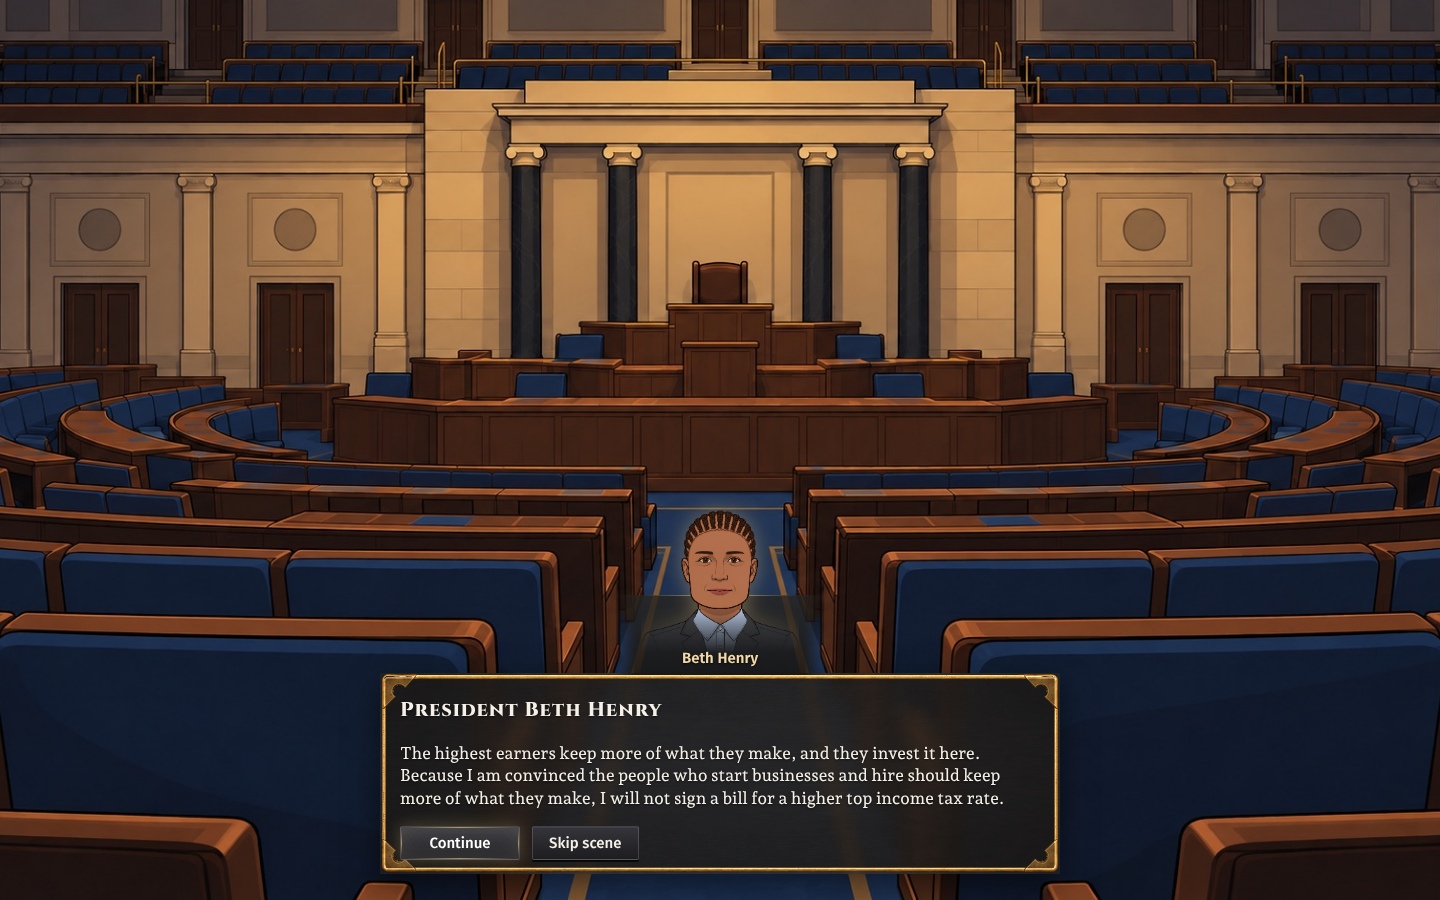 Beth Henry
President Beth Henry
The highest earners keep more of what they make, and they invest it here.
Because I am convinced the people who start businesses and hire should keep
more of what they make, I will not sign a bill for a higher top income tax rate.
Continue
Skip scene